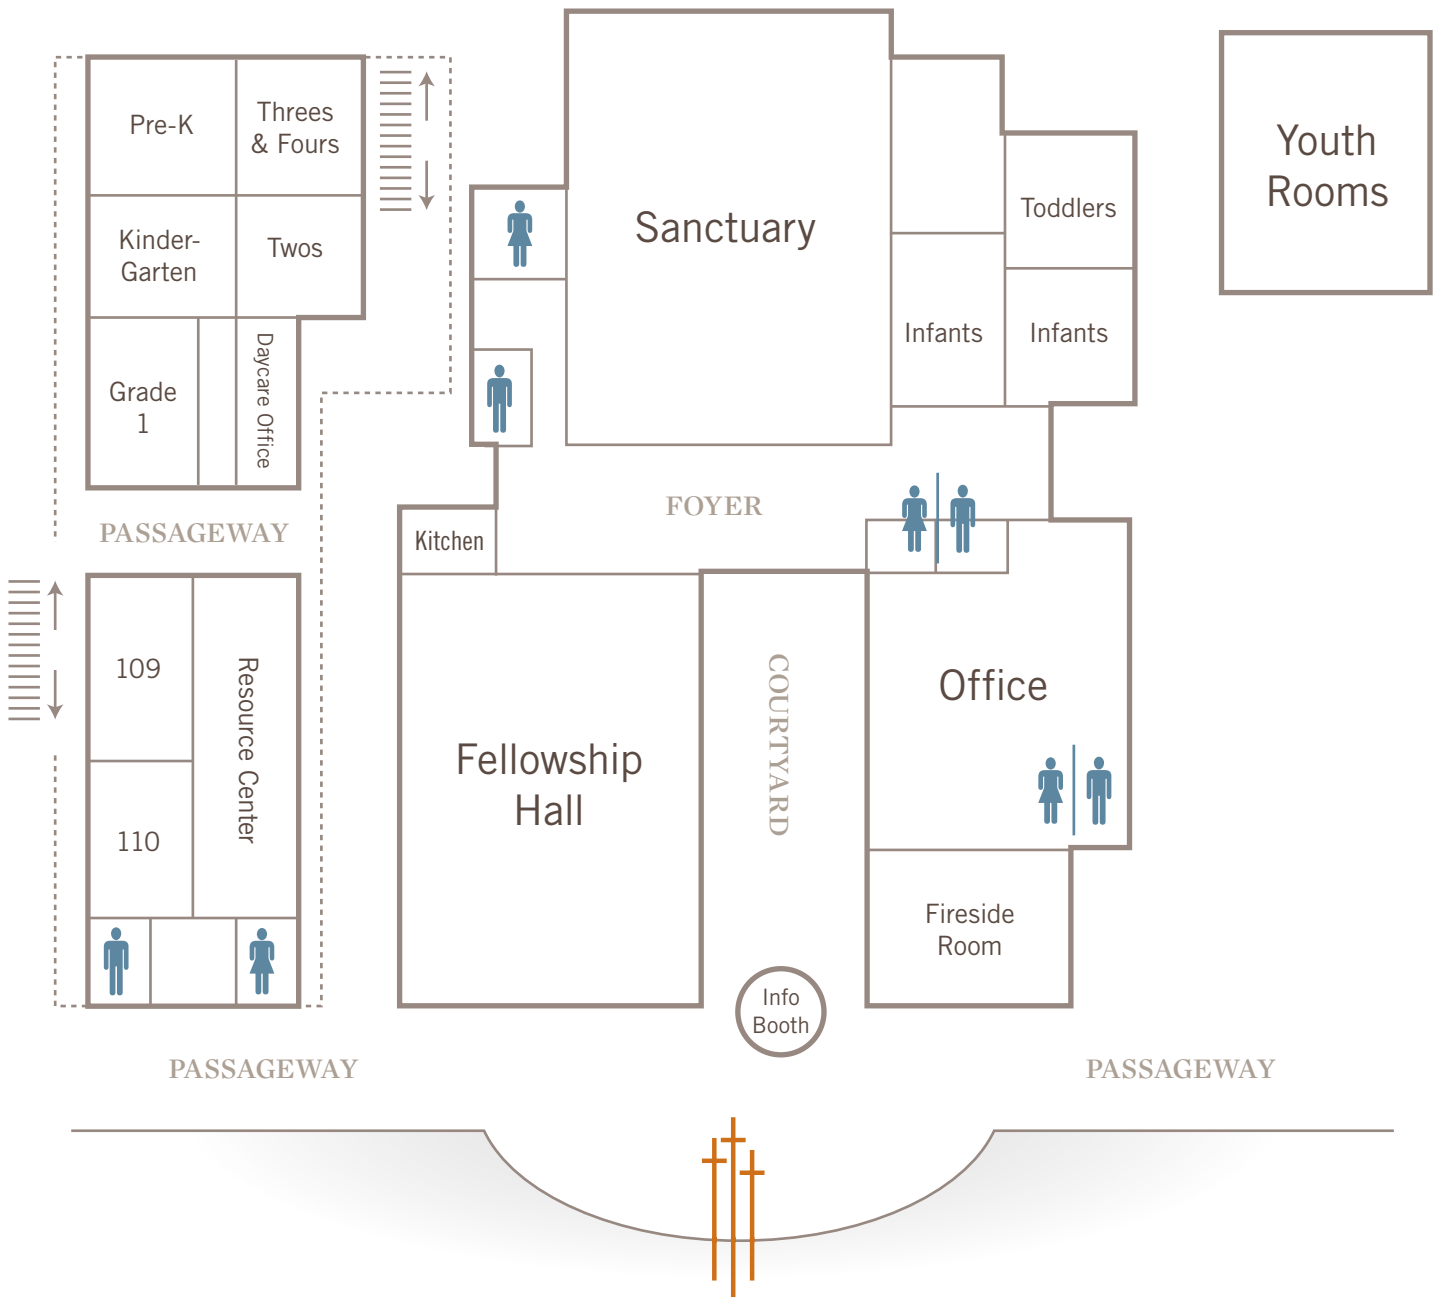 Pre-K
Threes
& Fours
Kinder-
Garten
Twos
Grade
1
Daycare Office
PASSAGEWAY
109
Resource Center
110
Sanctuary
Toddlers
Infants
Infants
Youth
Rooms
FOYER
Kitchen
Fellowship
Hall
COURTYARD
Office
Fireside
Room
Info
Booth
PASSAGEWAY
PASSAGEWAY